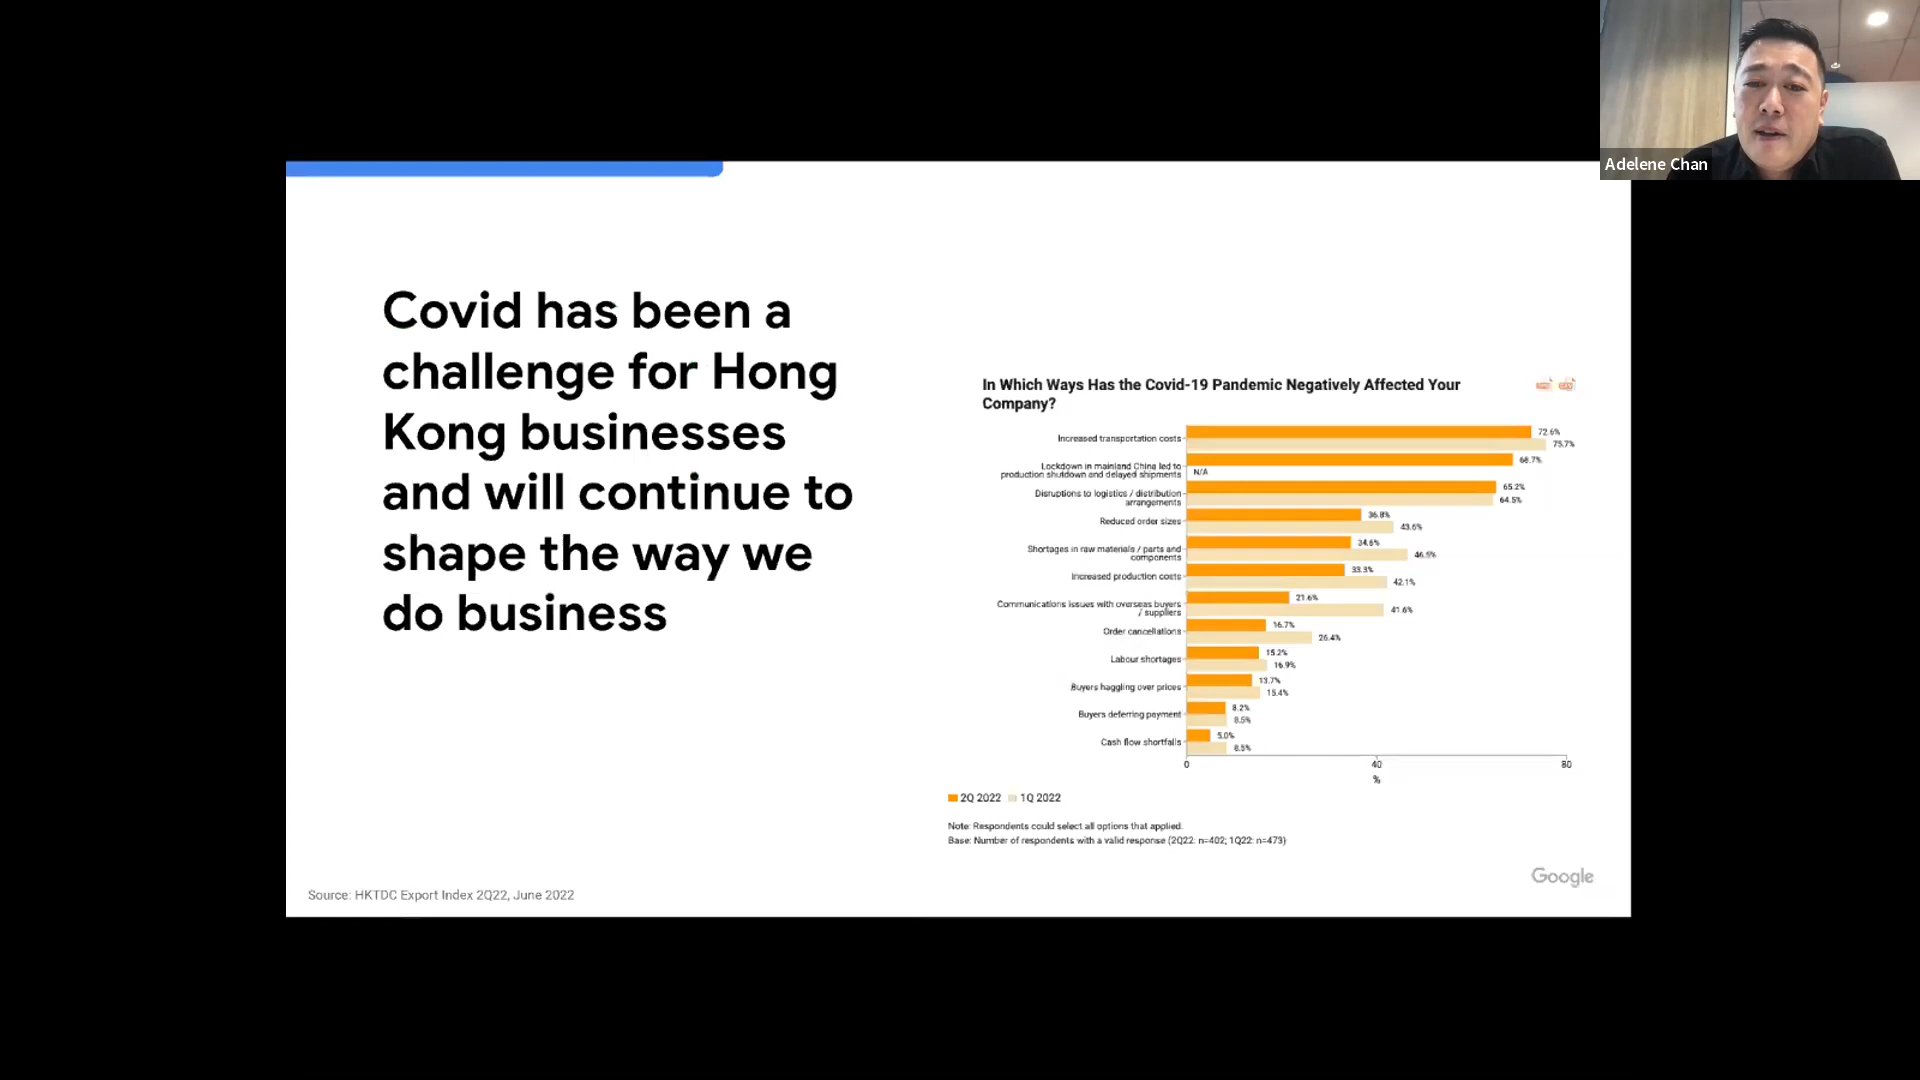 Adelene Chan
Covid has been a
challenge for Hong
Kong businesses
and will continue to
shape the way we
do business
In Which Ways Has the Covid-19 Pandemic Negatively Affected Your
Company?
Increased transportation costs
72.6%
75.7%
Lockdown in mainland China led to
production shutdown and delayed shipments
68.7%
N/A
Disruptions to logistics / distribution
arrangements
65.2%
64.5%
Reduced order sizes
36.8%
43.6%
Shortages in raw materials / parts and
components
34.6%
Increased production costs
33.3%
42.1%
Communications issues with overseas buyers
/ suppliers
21.6%
41.6%
Order cancellations
16.7%
26.4%
Labour shortages
15.2%
16.9%
Buyers haggling over prices
13.7%
15.4%
Buyers deferring payment
8.2%
8.5%
Cash flow shortfalls
5.0%
8.5%
0 40 80
%
2Q 2022 1Q 2022
Note: Respondents could select all options that applied.
Base: Number of respondents with a valid response (2Q22: n=402; 1Q22: n=473)
Google
Source: HKTDC Export Index 2Q22, June 2022